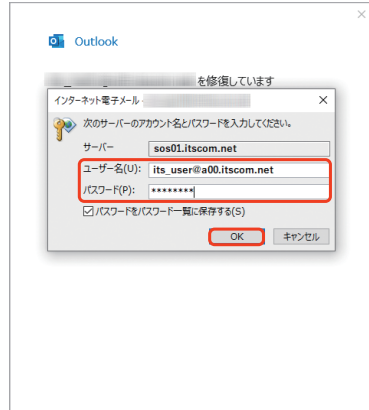 Outlook
を修復しています
インターネット電子メール -
次のサーバーのアカウント名とパスワードを入力してください。
サーバー sos01.itscom.net
ユーザー名(U): its_user@a00.itscom.net
パスワード(P): ********
パスワードをパスワード一覧に保存する(S)
OK キャンセル